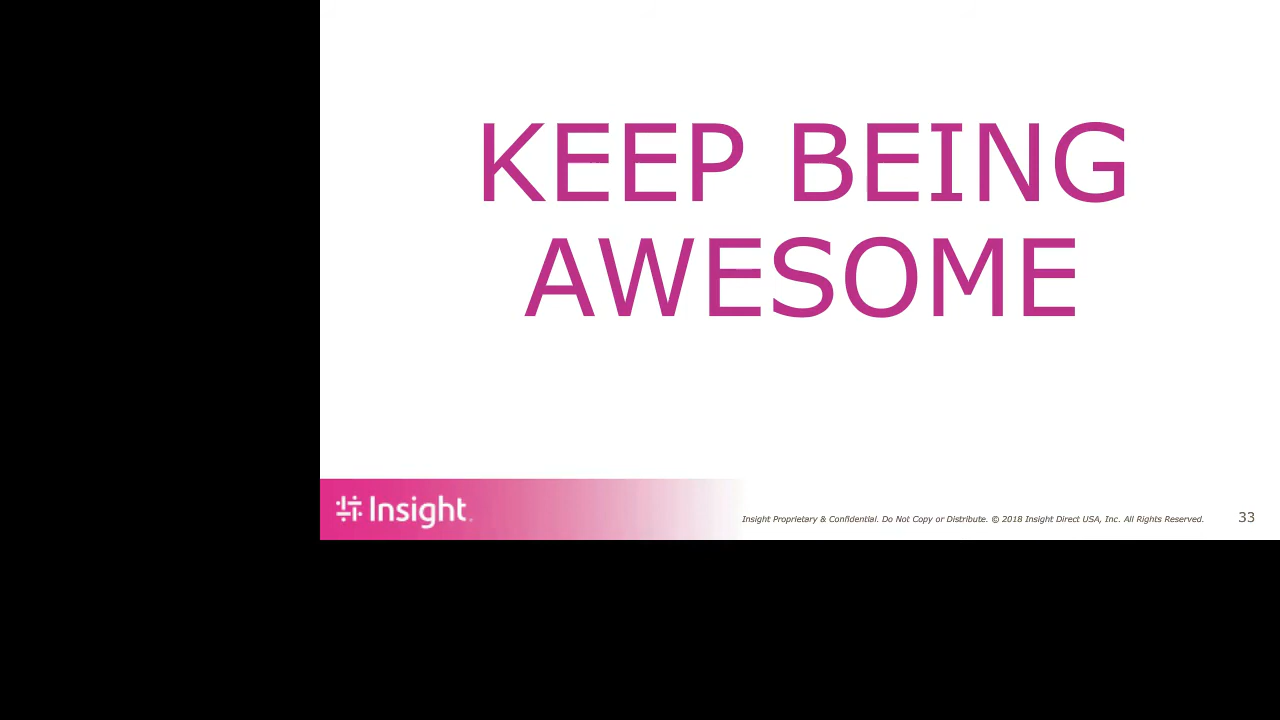 KEEP BEING
AWESOME
Insight
Insight Proprietary & Confidential. Do Not Copy or Distribute. © 2018 Insight Direct USA, Inc. All Rights Reserved.
33